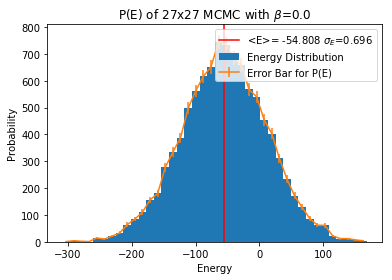 P(E) of 27x27 MCMC with β=0.0
<E>= -54.808 σ_E=0.696
Energy Distribution
Error Bar for P(E)
Probability
800
700
600
500
400
300
200
100
0
−300 −200 −100 0 100
Energy